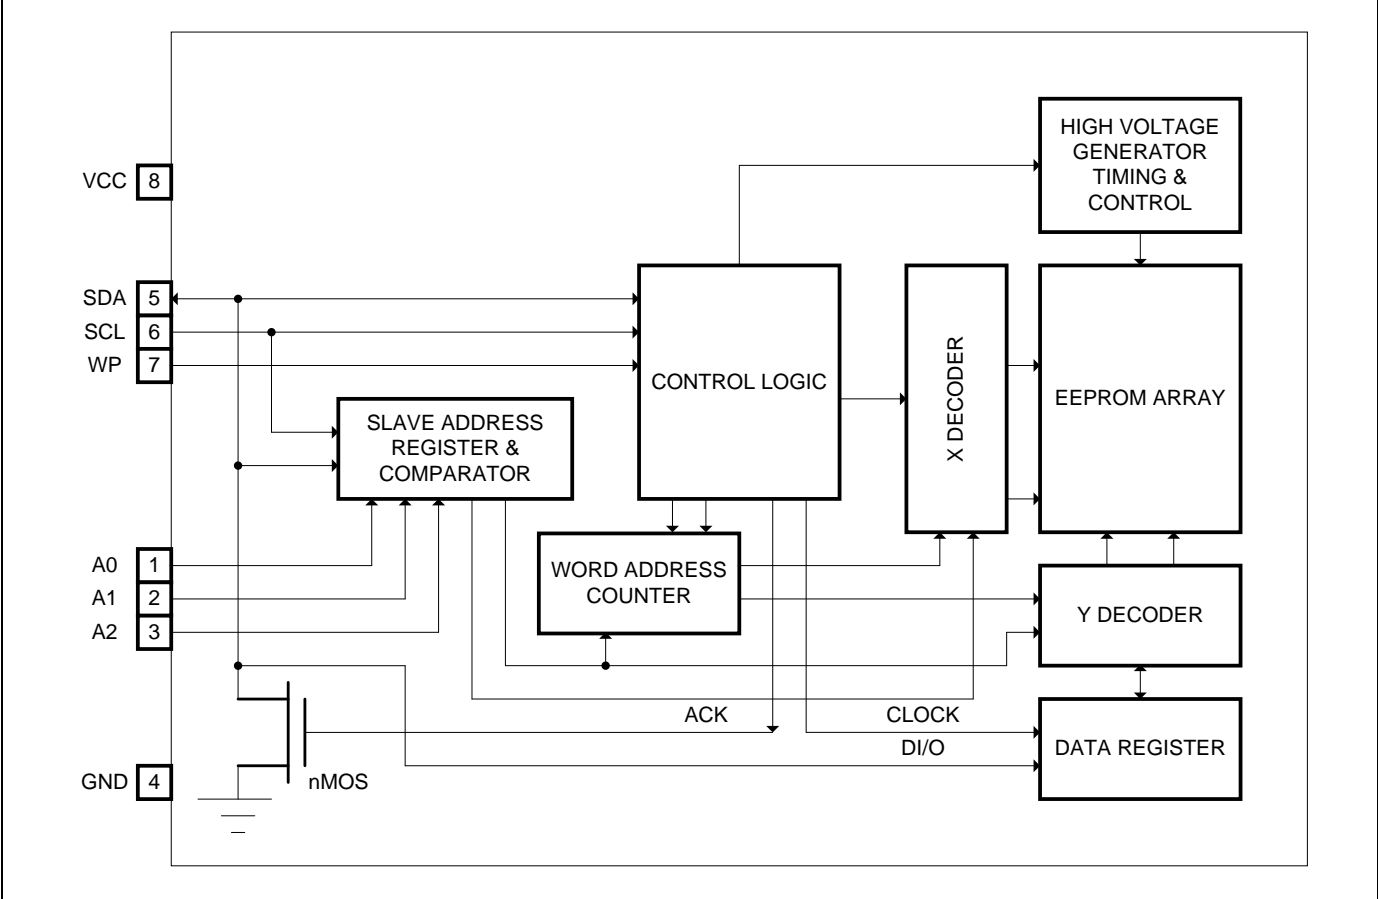 HIGH VOLTAGE
GENERATOR
TIMING &
CONTROL
VCC 8
SDA 5
SCL 6
WP 7
CONTROL LOGIC
X DECODER
EEPROM ARRAY
SLAVE ADDRESS
REGISTER &
COMPARATOR
A0 1
A1 2
A2 3
WORD ADDRESS
COUNTER
Y DECODER
ACK
CLOCK
DI/O
DATA REGISTER
GND 4
nMOS